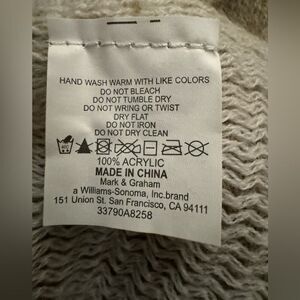 HAND WASH WARM WITH LIKE COLORS
DO NOT BLEACH
DO NOT TUMBLE DRY
DO NOT WRING OR TWIST
DRY FLAT
DO NOT IRON
DO NOT DRY CLEAN
100% ACRYLIC
MADE IN CHINA
Mark & Graham
a Williams-Sonoma, Inc.brand
151 Union St. San Francisco, CA 94111
33790A8258